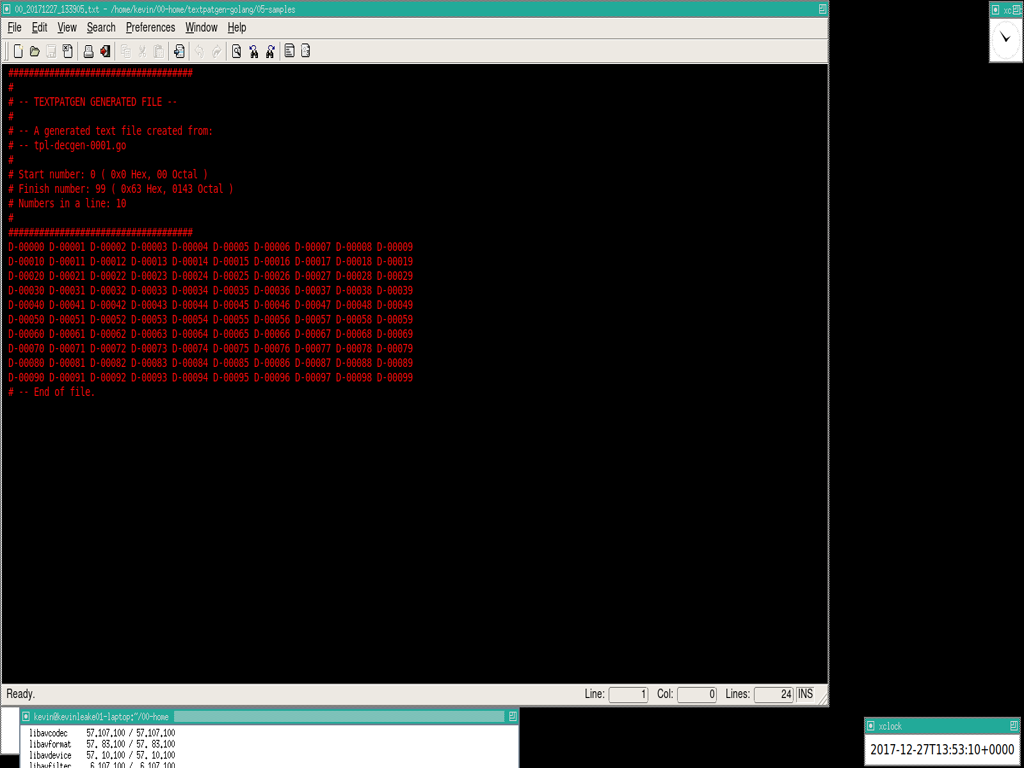 00_20171227_133905.txt - /home/kevin/00-home/textpatgen-golang/05-samples
File Edit View Search Preferences Window Help
##################################
#
# -- TEXTPATGEN GENERATED FILE --
#
# -- A generated text file created from:
# -- tpl-decgen-0001.go
#
# Start number: 0 ( 0x0 Hex, 00 Octal )
# Finish number: 99 ( 0x63 Hex, 0143 Octal )
# Numbers in a line: 10
#
##################################
D-00000 D-00001 D-00002 D-00003 D-00004 D-00005 D-00006 D-00007 D-00008 D-00009
D-00010 D-00011 D-00012 D-00013 D-00014 D-00015 D-00016 D-00017 D-00018 D-00019
D-00020 D-00021 D-00022 D-00023 D-00024 D-00025 D-00026 D-00027 D-00028 D-00029
D-00030 D-00031 D-00032 D-00033 D-00034 D-00035 D-00036 D-00037 D-00038 D-00039
D-00040 D-00041 D-00042 D-00043 D-00044 D-00045 D-00046 D-00047 D-00048 D-00049
D-00050 D-00051 D-00052 D-00053 D-00054 D-00055 D-00056 D-00057 D-00058 D-00059
D-00060 D-00061 D-00062 D-00063 D-00064 D-00065 D-00066 D-00067 D-00068 D-00069
D-00070 D-00071 D-00072 D-00073 D-00074 D-00075 D-00076 D-00077 D-00078 D-00079
D-00080 D-00081 D-00082 D-00083 D-00084 D-00085 D-00086 D-00087 D-00088 D-00089
D-00090 D-00091 D-00092 D-00093 D-00094 D-00095 D-00096 D-00097 D-00098 D-00099
# -- End of file.
Ready. Line: 1 Col: 0 Lines: 24 INS
xc
kevin@kevinleake01-laptop:~/00-home
libavcodec 57.107.100 / 57.107.100
libavformat 57. 83.100 / 57. 83.100
libavdevice 57. 10.100 / 57. 10.100
libavfilter 6.107.100 / 6.107.100
xclock
2017-12-27T13:53:10+0000